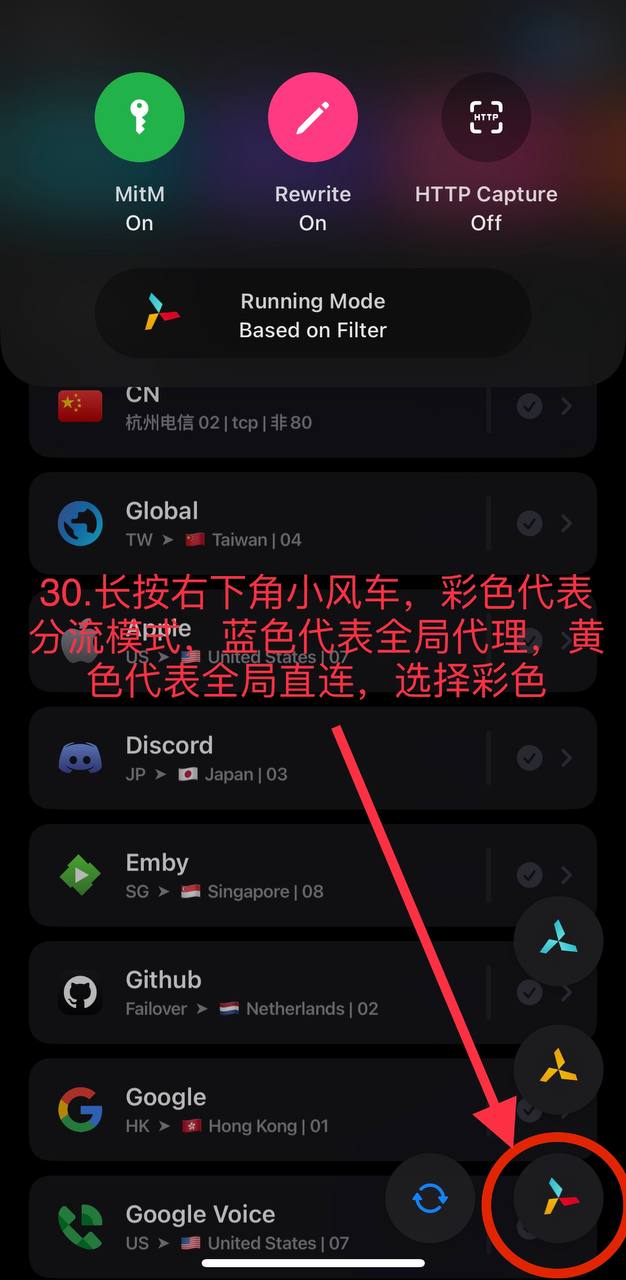 MitM
On
Rewrite
On
HTTP
HTTP Capture
Off
Running Mode
Based on Filter
CN
杭州电信 02 | tcp | 非80
Global
TW ➤ 🇨🇳 Taiwan | 04
30.长按右下角小风车，彩色代表
分流模式，蓝色代表全局代理，黄
色代表全局直连，选择彩色
Apple
US ➤ 🇺🇸 United States | 07
Discord
JP ➤ 🇯🇵 Japan | 03
Emby
SG ➤ 🇸🇬 Singapore | 08
Github
Failover ➤ 🇳🇱 Netherlands | 02
Google
HK ➤ 🇭🇰 Hong Kong | 01
Google Voice
US ➤ 🇺🇸 United States | 07